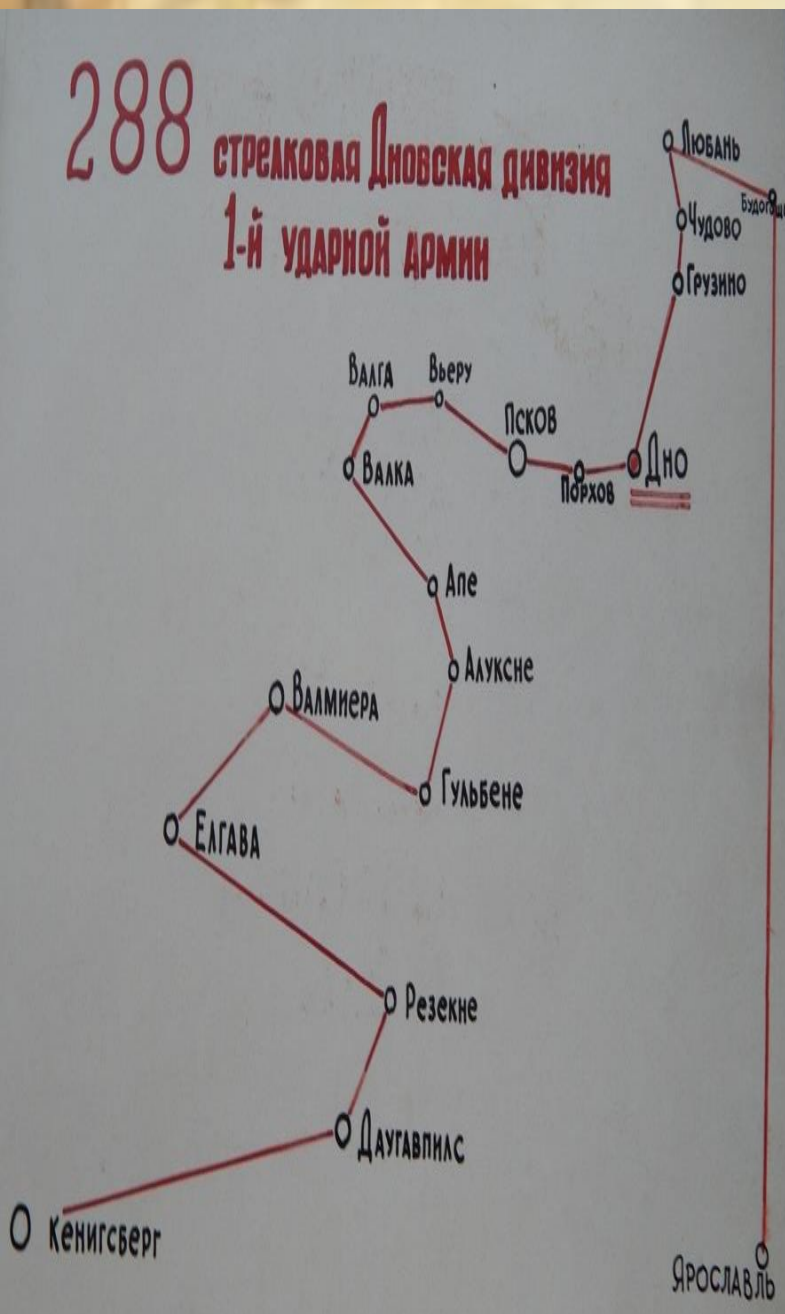 288 стрелковая Дновская дивизия
1-й ударной армии
Любань
Чудово
Грузино
Валга
Вьеру
Псков
Дно
Порхов
Валка
Апе
Алуксне
Валмиера
Гульбене
Елгава
Резекне
Даугавпилс
Кенигсберг
Ярославль